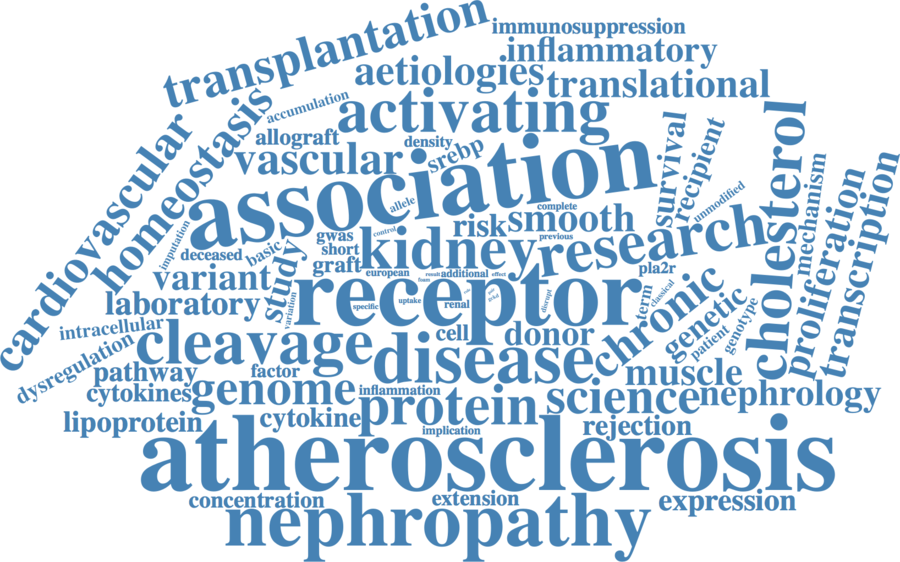 transplantation
immunosuppression
inflammatory
aetiologies
translational
accumulation
activating
homeostasis
cardiovascular
allograft
density
vascular
srebp
survival
recipient
cholesterol
association
allele
complete
unmodified
mechanism
proliferation
transcription
imputation
deceased
basic
gwas
short
control
kidney
risk
smooth
previous
research
graft
european
result
additional
effect
pla2r
variant
study
foam
receptor
laboratory
variation
specific
uptake
renal
disrupt
term
classical
chronic
intracellular
cell
donor
genetic
genotype
patient
dysregulation
cleavage
disease
pathway
factor
muscle
cytokines
genome
inflammation
protein
science
nephrology
lipoprotein
cytokine
implication
rejection
atherosclerosis
concentration
extension
expression
nephropathy